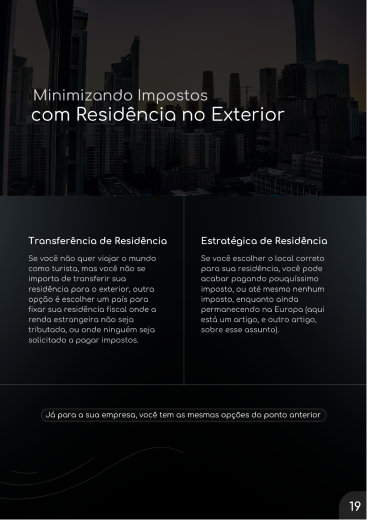 Minimizando Impostos
com Residência no Exterior
Transferência de Residência
Se você não quer viajar o mundo
como turista, mas você não se
importa de transferir sua
residência para o exterior, outra
opção é escolher um país para
fixar sua residência fiscal onde a
renda estrangeira não seja
tributada, ou onde ninguém seja
solicitado a pagar impostos.
Estratégica de Residência
Se você escolher o local correto
para sua residência, você pode
acabar pagando pouquíssimo
imposto, ou até mesmo nenhum
imposto, enquanto ainda
permanecendo na Europa (aqui
está um artigo, e outro artigo,
sobre esse assunto).
Já para a sua empresa, você tem as mesmas opções do ponto anterior
19